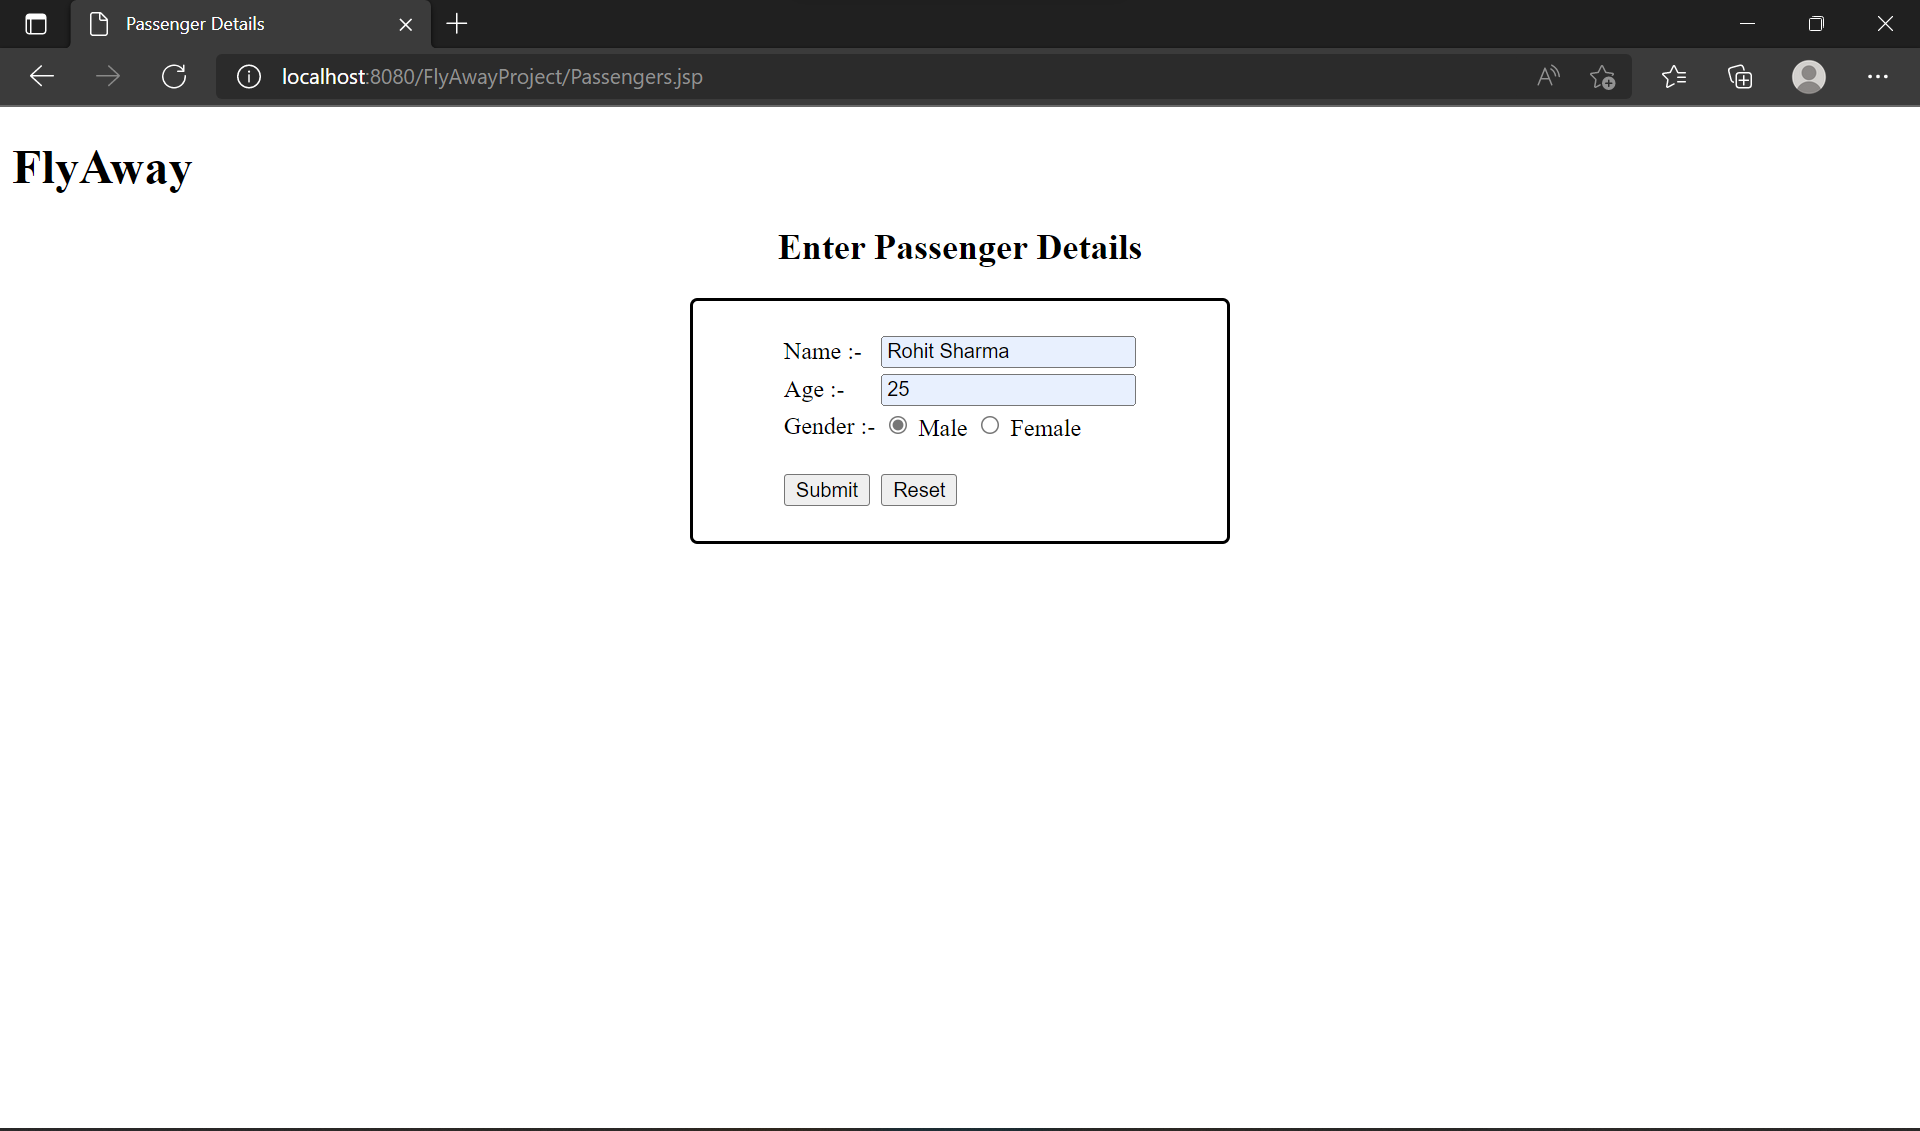 Passenger Details
localhost:8080/FlyAwayProject/Passengers.jsp
FlyAway
Enter Passenger Details
Name :- Rohit Sharma
Age :- 25
Gender :- Male Female
Submit Reset